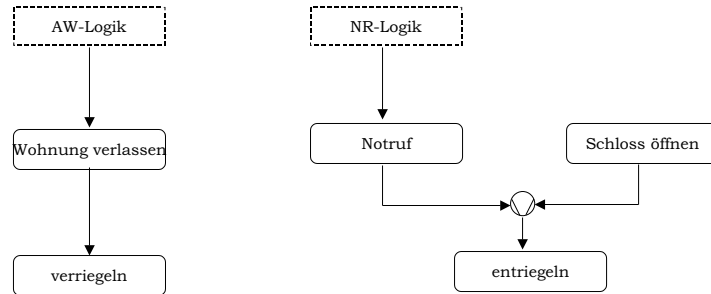 AW-Logik
NR-Logik
Wohnung verlassen
Notruf
Schloss öffnen
verriegeln
entriegeln